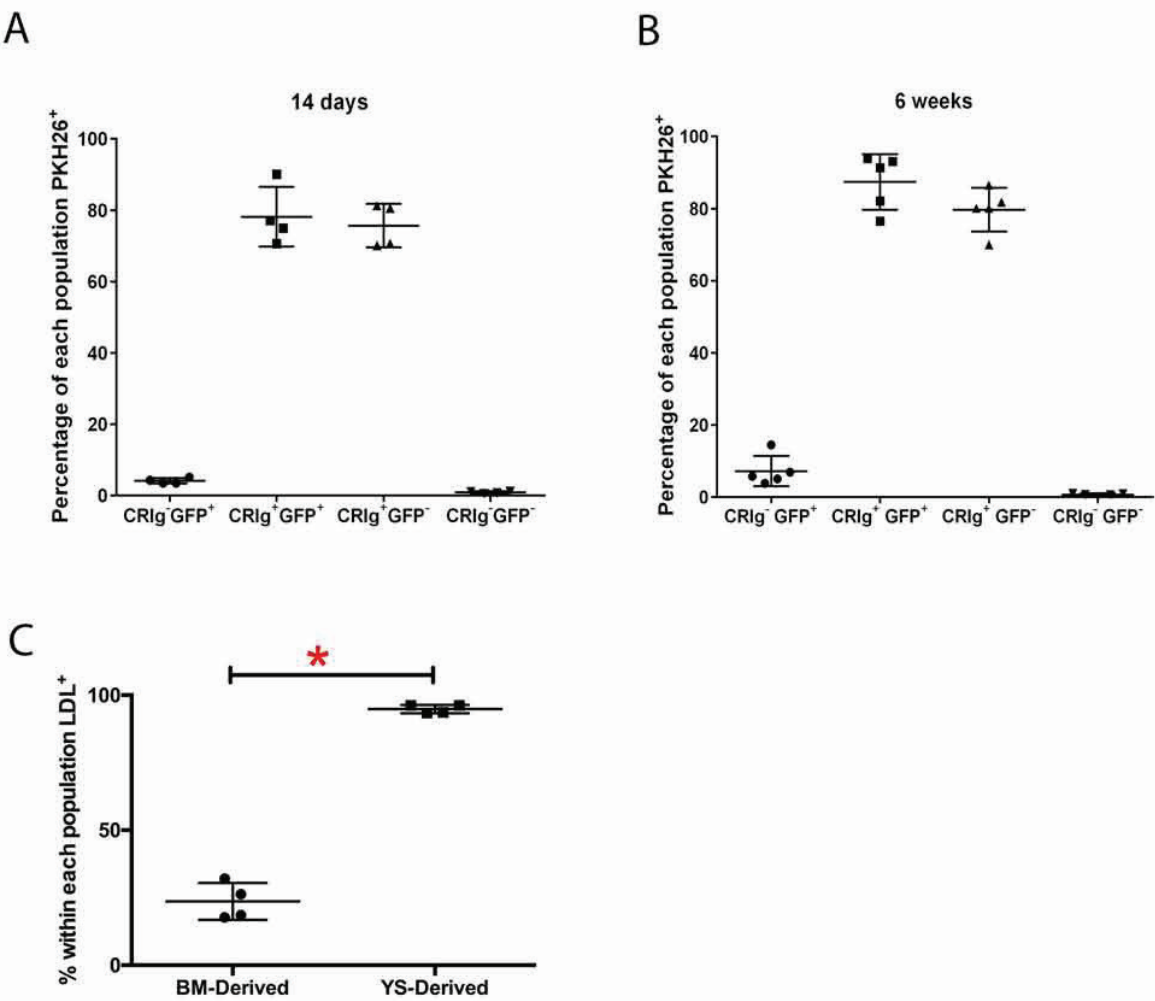 A
14 days
Percentage of each population PKH26⁺
100
80
60
40
20
0
CRIg⁻GFP⁺ CRIg⁺GFP⁺ CRIg⁺GFP⁻ CRIg⁻GFP⁻
B
6 weeks
Percentage of each population PKH26⁺
100
80
60
40
20
0
CRIg⁻ GFP⁺ CRIg⁺ GFP⁺ CRIg⁺ GFP⁻ CRIg⁻ GFP⁻
C
% within each population LDL⁺
*
100
50
0
BM-Derived YS-Derived